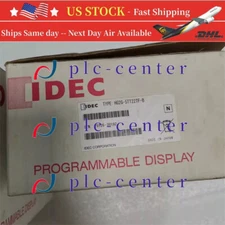 US STOCK - Fast Shipping
Same Day / Next Day Air Available
DHL
plc-center
IDEC
TYPE
plc-center
IDEC CORPORATION
plc-center
PROGRAMMABLE DISPLAY